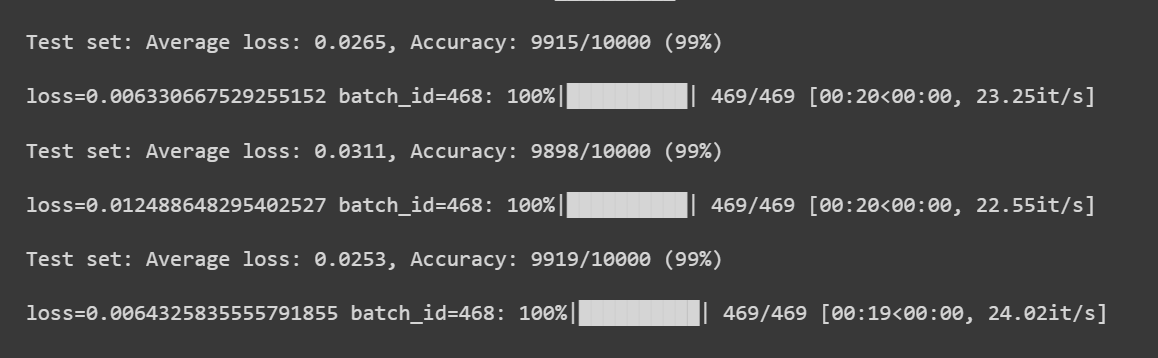 Test set: Average loss: 0.0265, Accuracy: 9915/10000 (99%)
loss=0.006330667529255152 batch_id=468: 100%|██████████| 469/469 [00:20<00:00, 23.25it/s]
Test set: Average loss: 0.0311, Accuracy: 9898/10000 (99%)
loss=0.012488648295402527 batch_id=468: 100%|██████████| 469/469 [00:20<00:00, 22.55it/s]
Test set: Average loss: 0.0253, Accuracy: 9919/10000 (99%)
loss=0.0064325835555791855 batch_id=468: 100%|██████████| 469/469 [00:19<00:00, 24.02it/s]